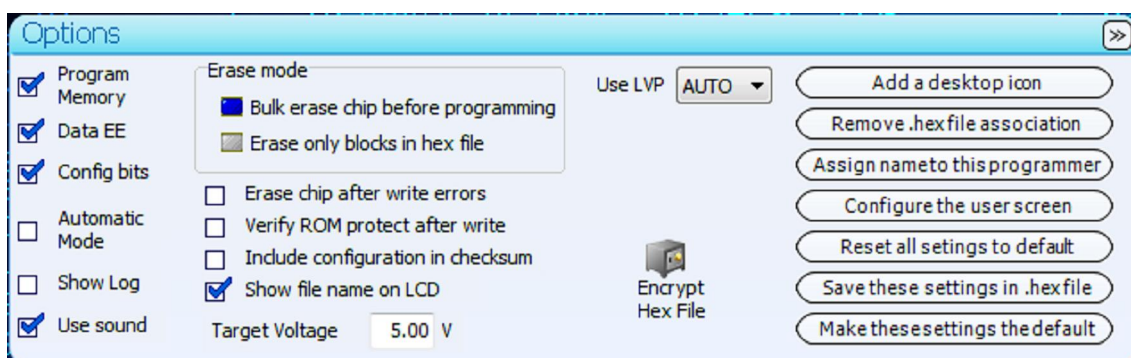 Options
Program
Memory
Data EE
Config bits
Automatic
Mode
Show Log
Use sound
Erase mode
Bulk erase chip before programming
Erase only blocks in hex file
Erase chip after write errors
Verify ROM protect after write
Include configuration in checksum
Show file name on LCD
Target Voltage 5.00 V
Use LVP AUTO
Encrypt
Hex File
Add a desktop icon
Remove .hexfile association
Assign nameto this programmer
Configure the user screen
Reset all setings to default
Save these settings in .hexfile
Make thesesettings thedefault